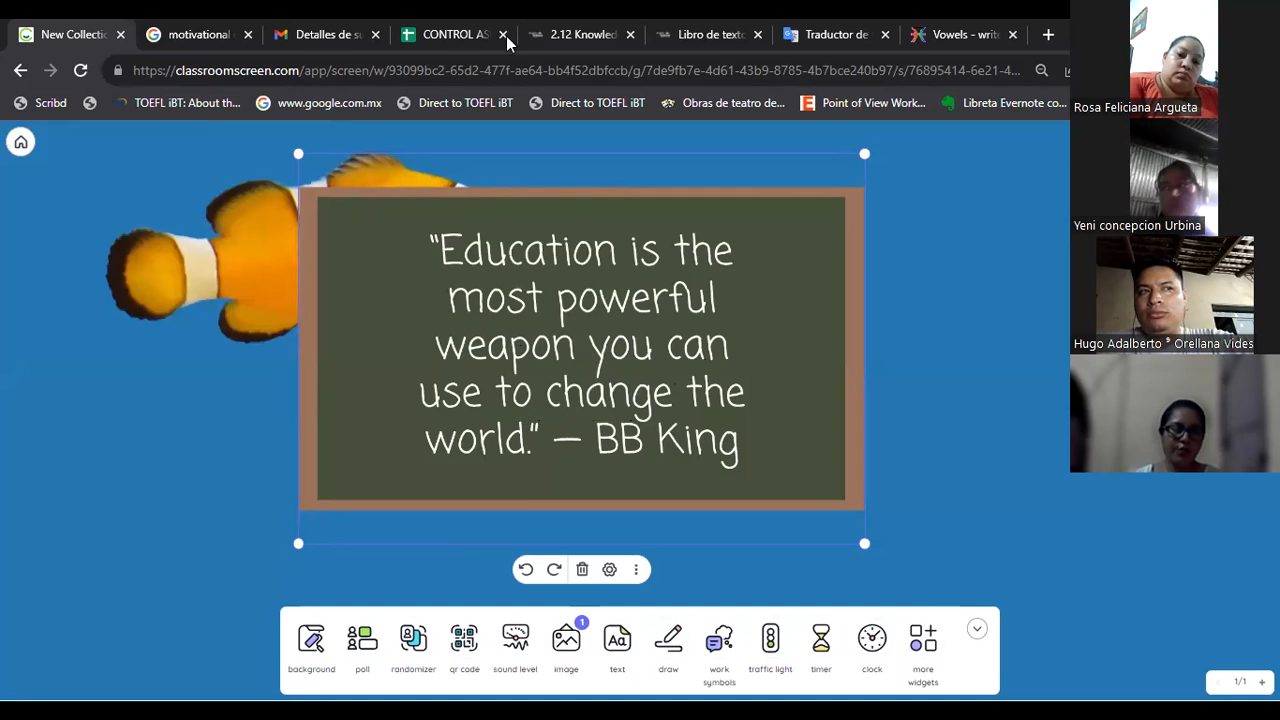 New Collectio
motivational
Detalles de su
CONTROL AS
2.12 Knowled
Libro de texto
Traductor de
Vowels - write
https://classroomscreen.com/app/screen/w/93099bc2-65d2-477f-ae64-bb4f52dbfccb/g/7de9fb7e-4d61-43b9-8785-4b7bce240b97/s/76895414-6e21-4...
Scribd
TOEFL iBT: About th...
www.google.com.mx
Direct to TOEFL iBT
Direct to TOEFL iBT
Obras de teatro de...
Point of View Work...
Libreta Evernote co...
"Education is the
most powerful
weapon you can
use to change the
world." – BB King
background
poll
randomizer
qr code
sound level
1
image
text
draw
work
symbols
traffic light
timer
clock
more
widgets
1/1
Rosa Feliciana Argueta
Yeni concepcion Urbina
Hugo Adalberto * Orellana Vides